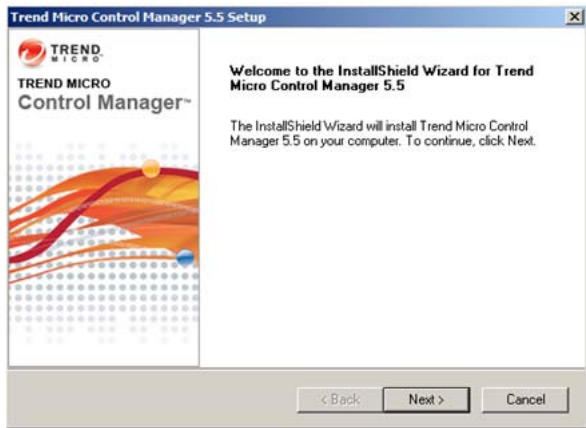 Trend Micro Control Manager 5.5 Setup
TREND
MICRO
TREND MICRO
Control Manager™
Welcome to the InstallShield Wizard for Trend
Micro Control Manager 5.5
The InstallShield Wizard will install Trend Micro Control
Manager 5.5 on your computer. To continue, click Next.
< Back
Next >
Cancel